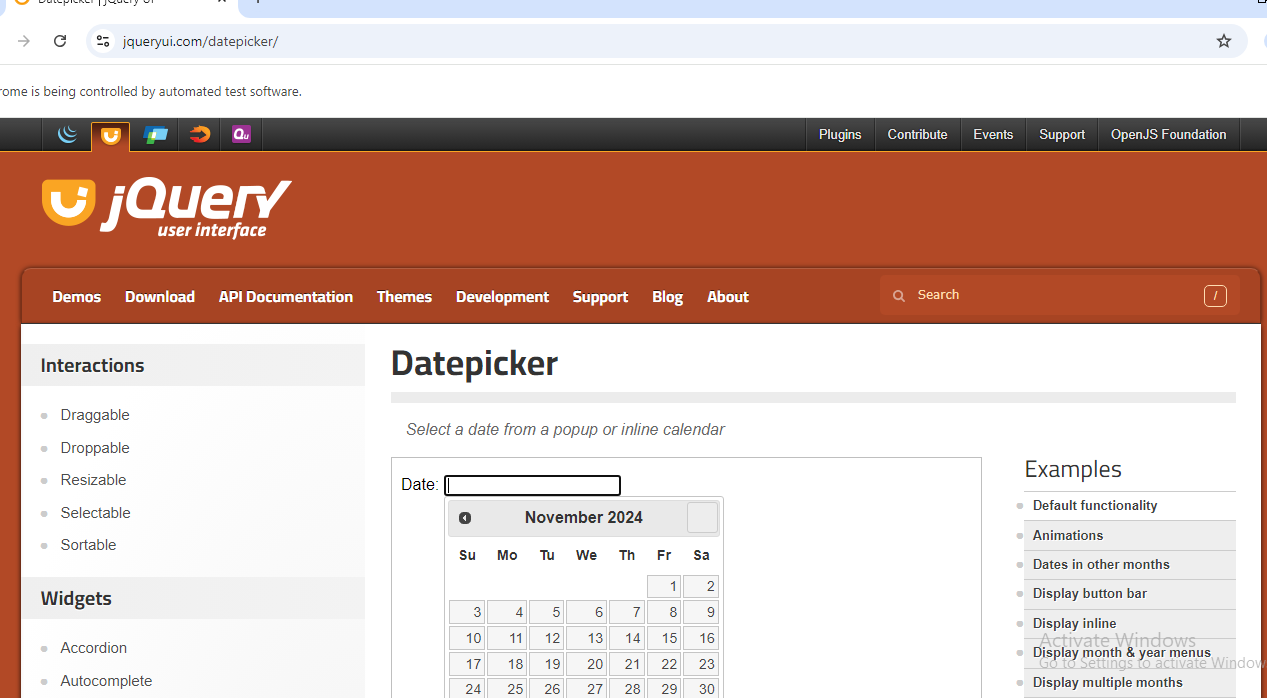 Datepicker | jQuery UI
jqueryui.com/datepicker/
rome is being controlled by automated test software.
Qu
Plugins Contribute Events Support OpenJS Foundation
jQuery
user interface
Demos Download API Documentation Themes Development Support Blog About Search /
Interactions
Draggable
Droppable
Resizable
Selectable
Sortable
Widgets
Accordion
Autocomplete
Datepicker
Select a date from a popup or inline calendar
Date:
November 2024
Su Mo Tu We Th Fr Sa
1 2
3 4 5 6 7 8 9
10 11 12 13 14 15 16
17 18 19 20 21 22 23
24 25 26 27 28 29 30
Examples
Default functionality
Animations
Dates in other months
Display button bar
Display inline
Display month & year menus
Display multiple months
Activate Windows
Go to Settings to activate Window